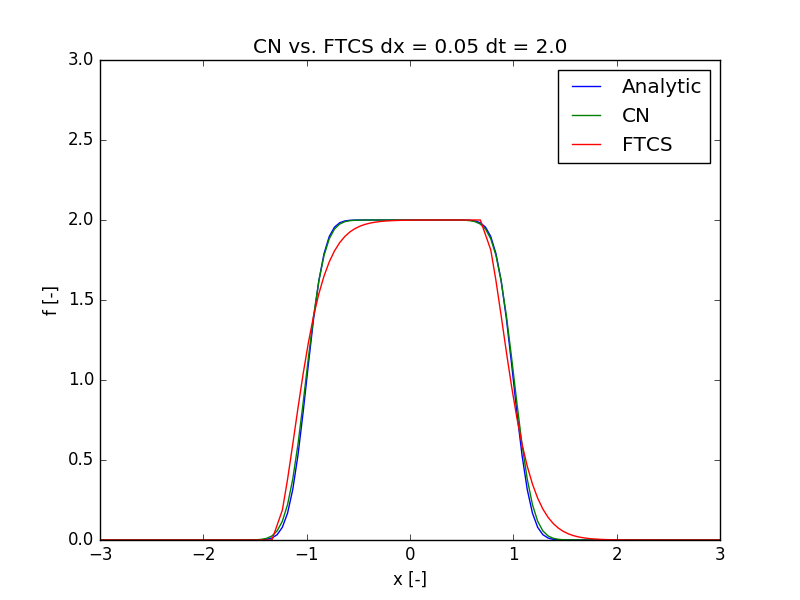 CN vs. FTCS dx = 0.05 dt = 2.0
3.0
2.5
2.0
1.5
1.0
0.5
0.0
f [-]
Analytic
CN
FTCS
−3 −2 −1 0 1 2 3
x [-]